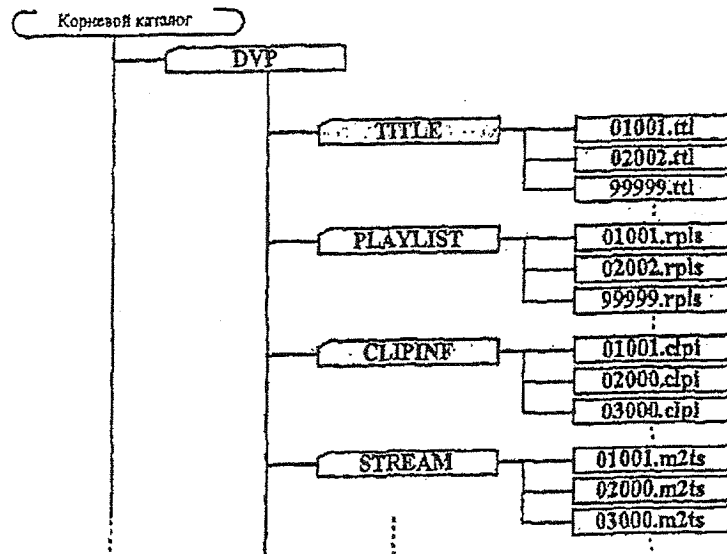 Корневой каталог
DVP
TITLE
01001.ttl
02002.ttl
99999.ttl
PLAYLIST
01001.rpls
02002.rpls
99999.rpls
CLIPINF
01001.clpi
02000.clpi
03000.clpi
STREAM
01001.m2ts
02000.m2ts
03000.m2ts